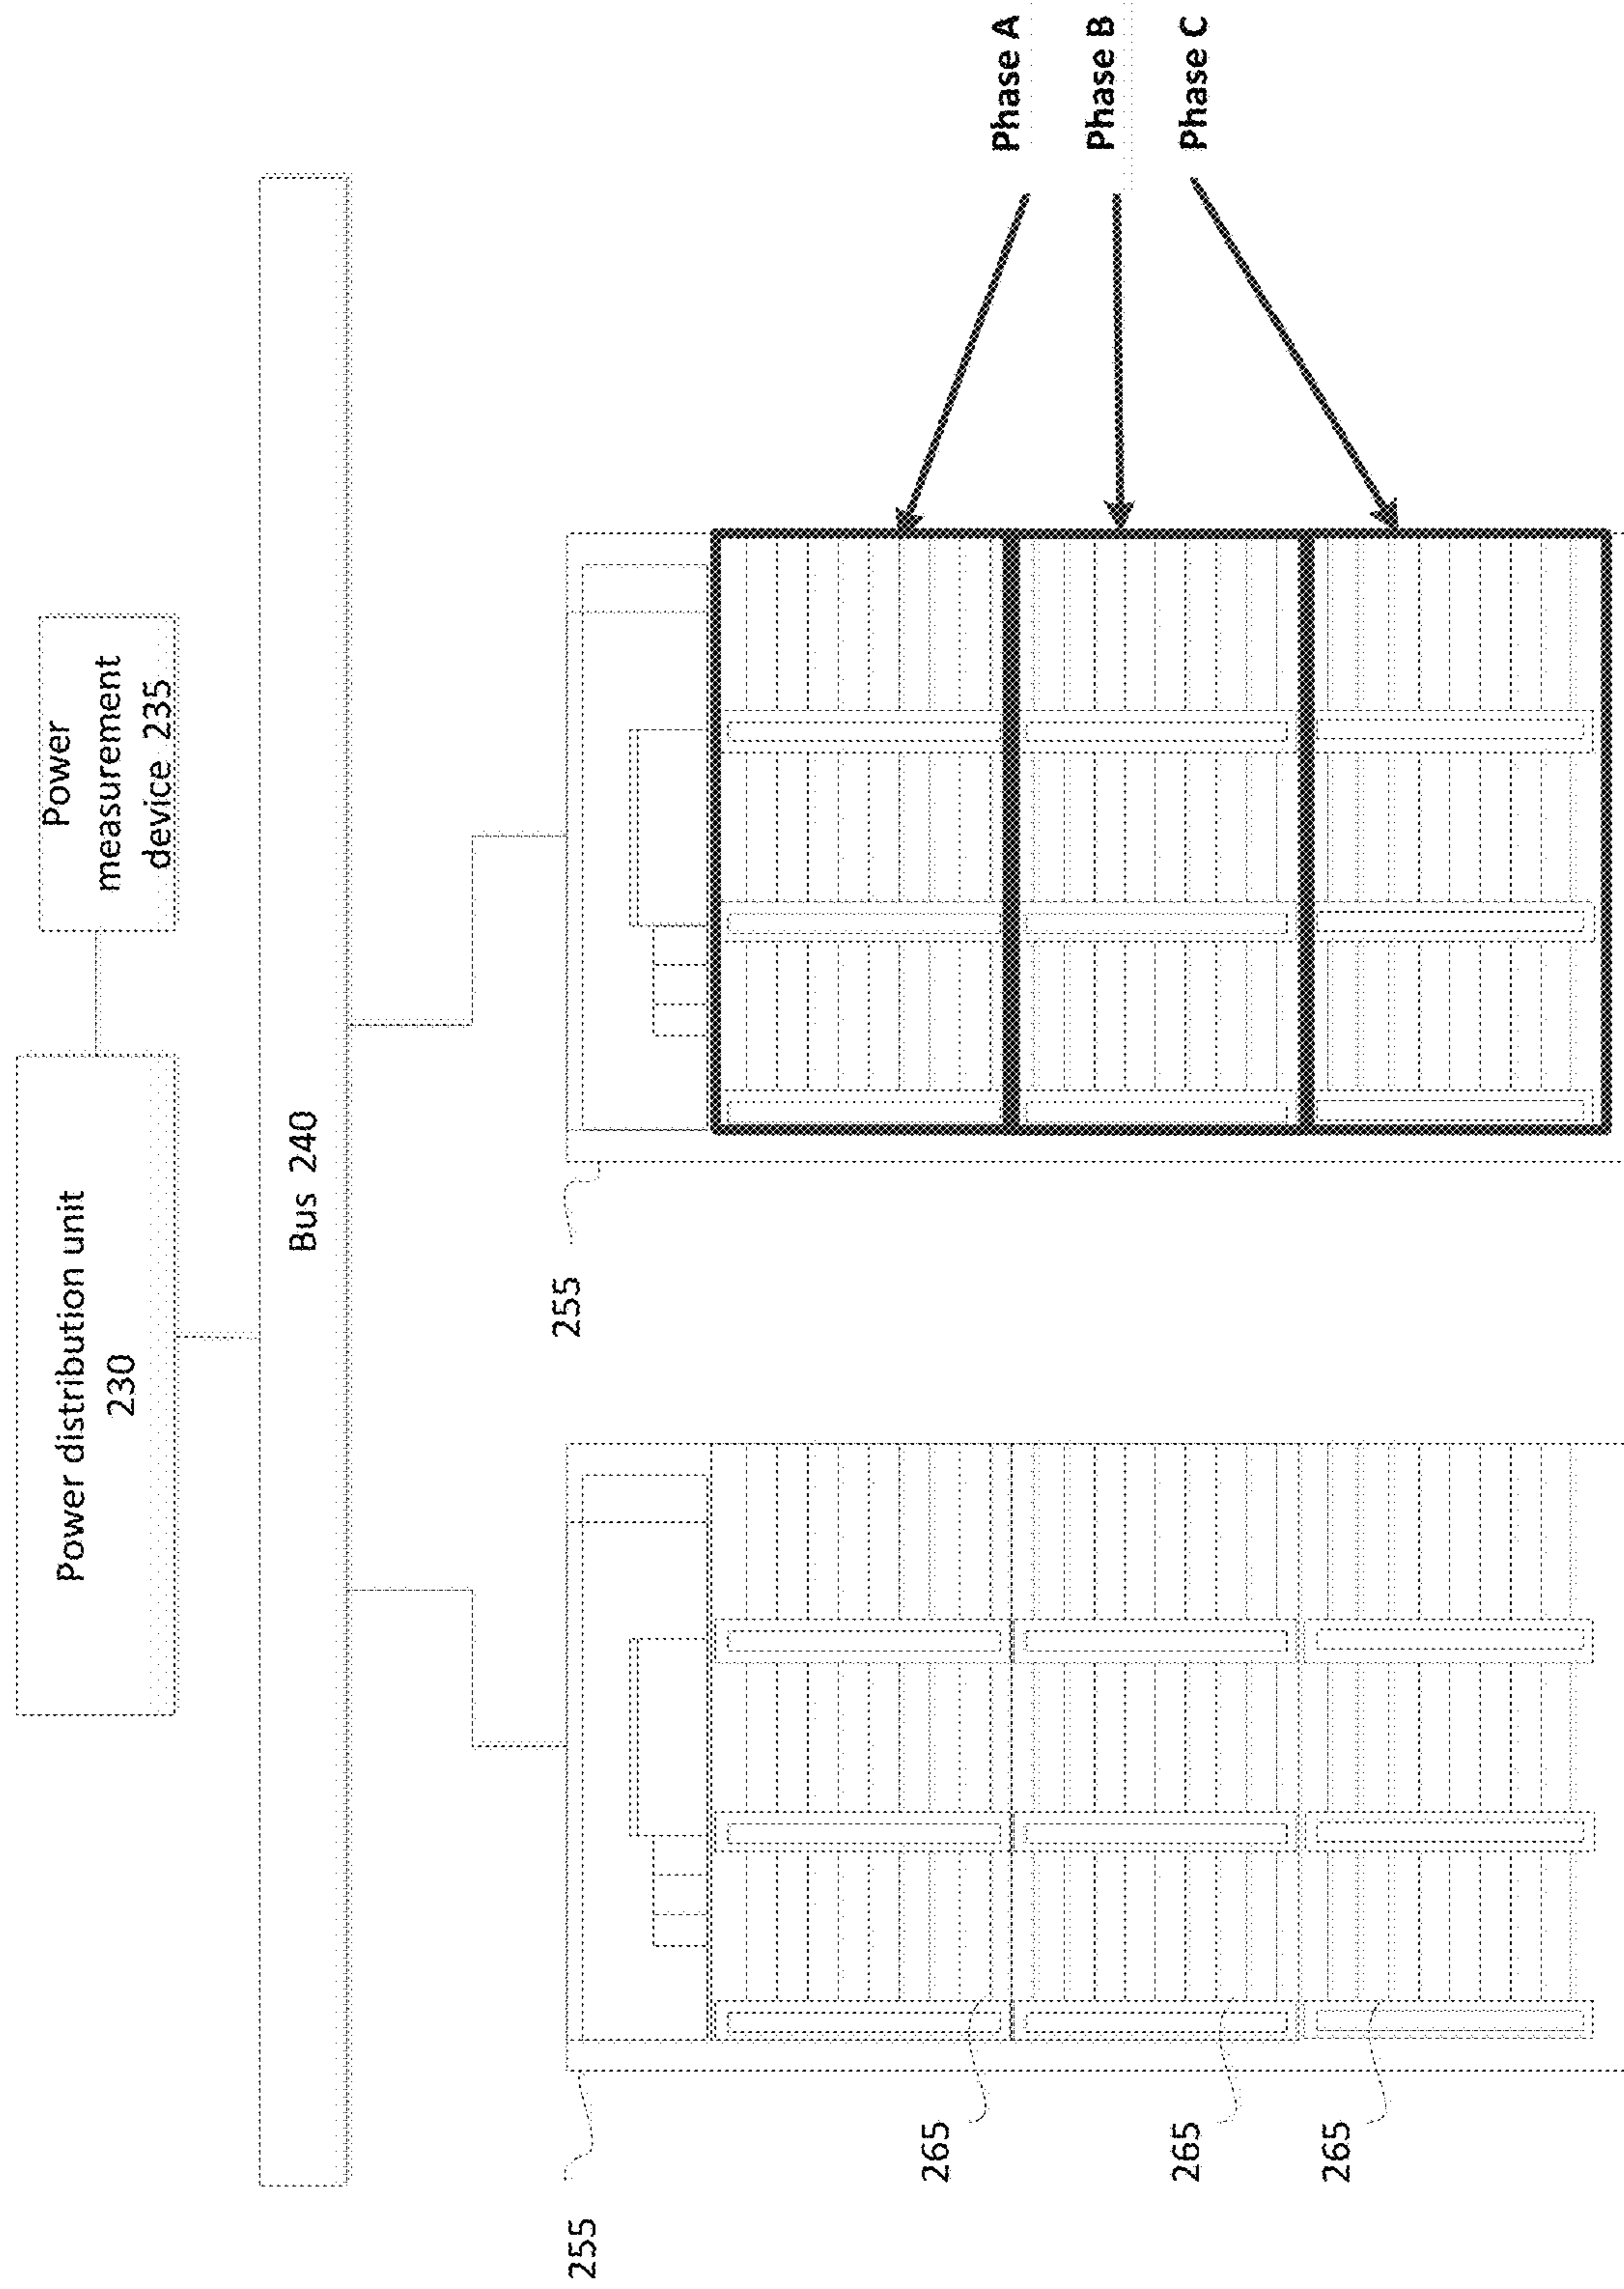 Power distribution unit
230
Power
measurement
device 235
Bus 240
255
255
265
265
265
Phase A
Phase B
Phase C